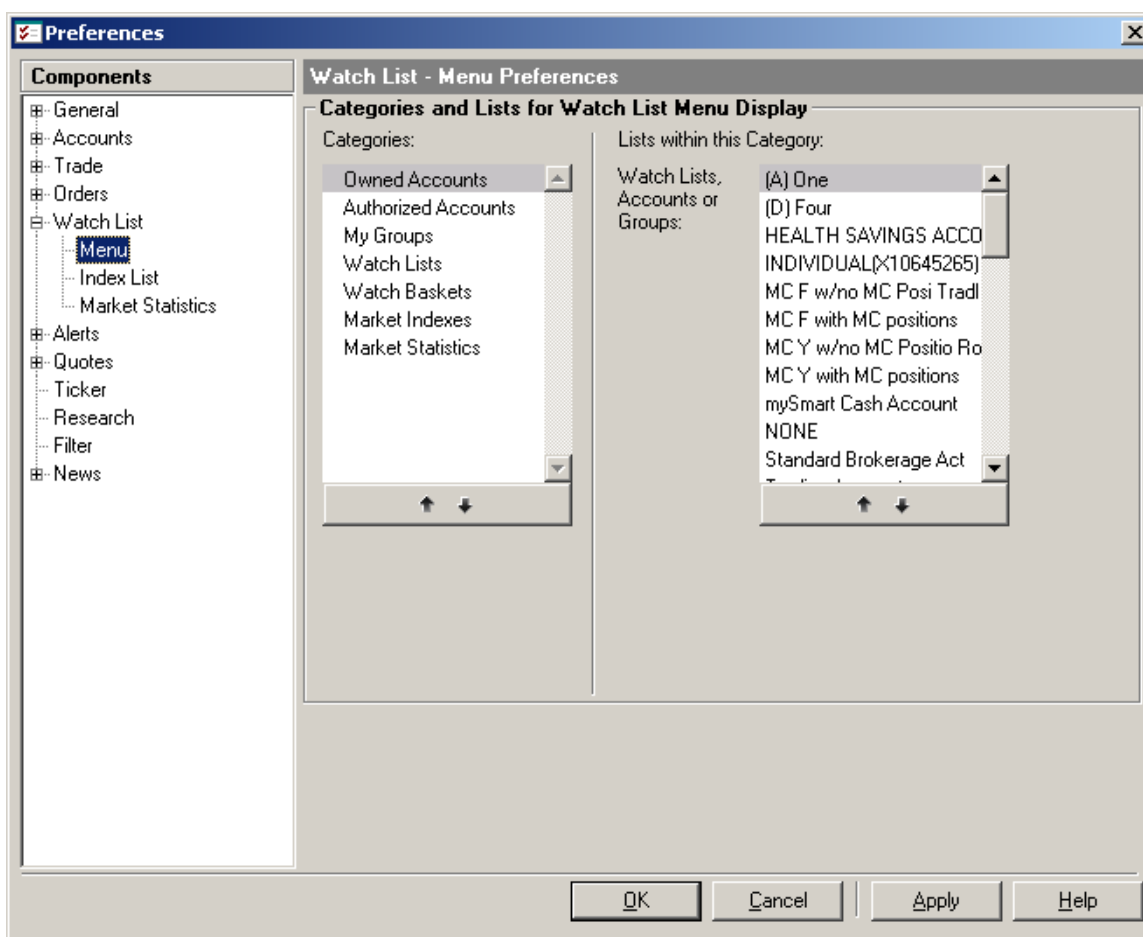 Preferences
Components
General
Accounts
Trade
Orders
Watch List
Menu
Index List
Market Statistics
Alerts
Quotes
Ticker
Research
Filter
News
Watch List - Menu Preferences
Categories and Lists for Watch List Menu Display
Categories:
Owned Accounts
Authorized Accounts
My Groups
Watch Lists
Watch Baskets
Market Indexes
Market Statistics
Lists within this Category:
Watch Lists,
Accounts or
Groups:
(A) One
(D) Four
HEALTH SAVINGS ACCO
INDIVIDUAL(X10645265)
MC F w/no MC Posi Tradl
MC F with MC positions
MC Y w/no MC Positio Ro
MC Y with MC positions
mySmart Cash Account
NONE
Standard Brokerage Act
OK
Cancel
Apply
Help